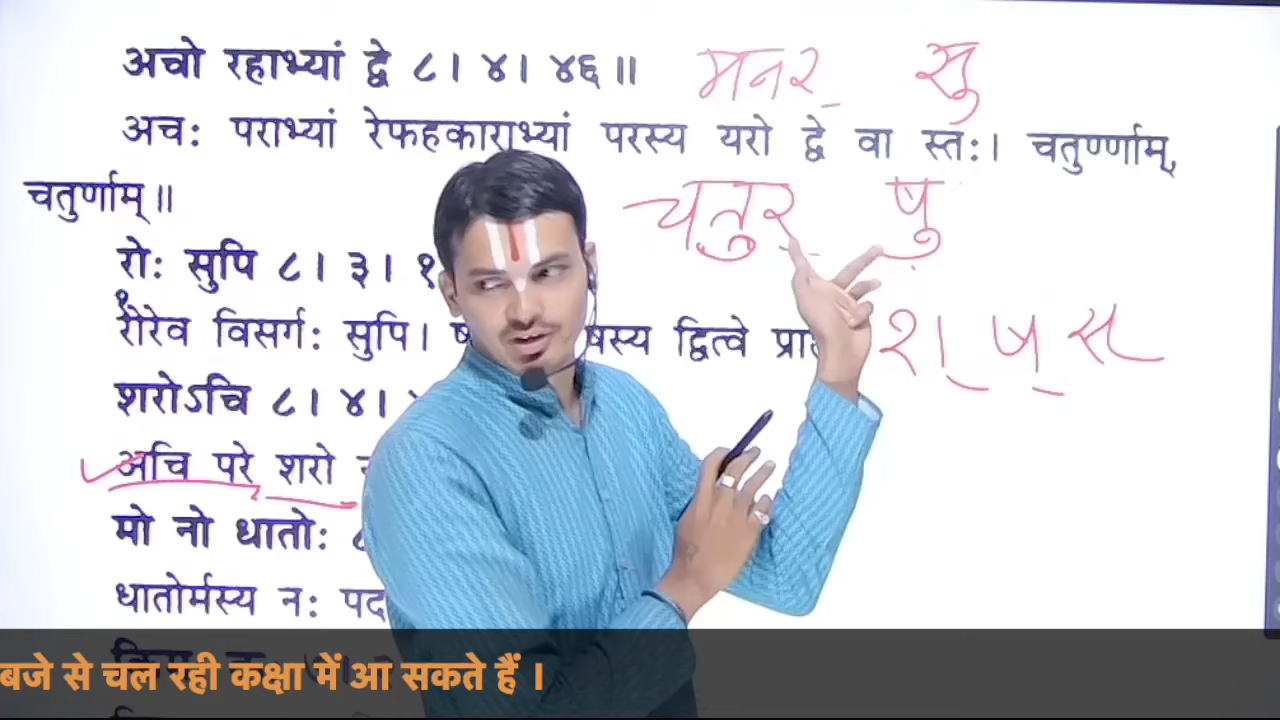 अचो रहाभ्यां द्वे ८। ४। ४६॥
मनर् सु
अच: पराभ्यां रेफहकाराभ्यां परस्य यरो द्वे वा स्त:। चतुर्ण्णाम्,
चतुर्णाम्॥
चतुर् षु
रो: सुपि ८। ३। १
रोरेव विसर्ग: सुपि। षस्य द्वित्वे
श ष स
शरोऽचि ८। ४।
अचि परे शरो
मो नो धातो:
धातोर्मस्य न:
बजे से चल रही कक्षा में आ सकते हैं ।